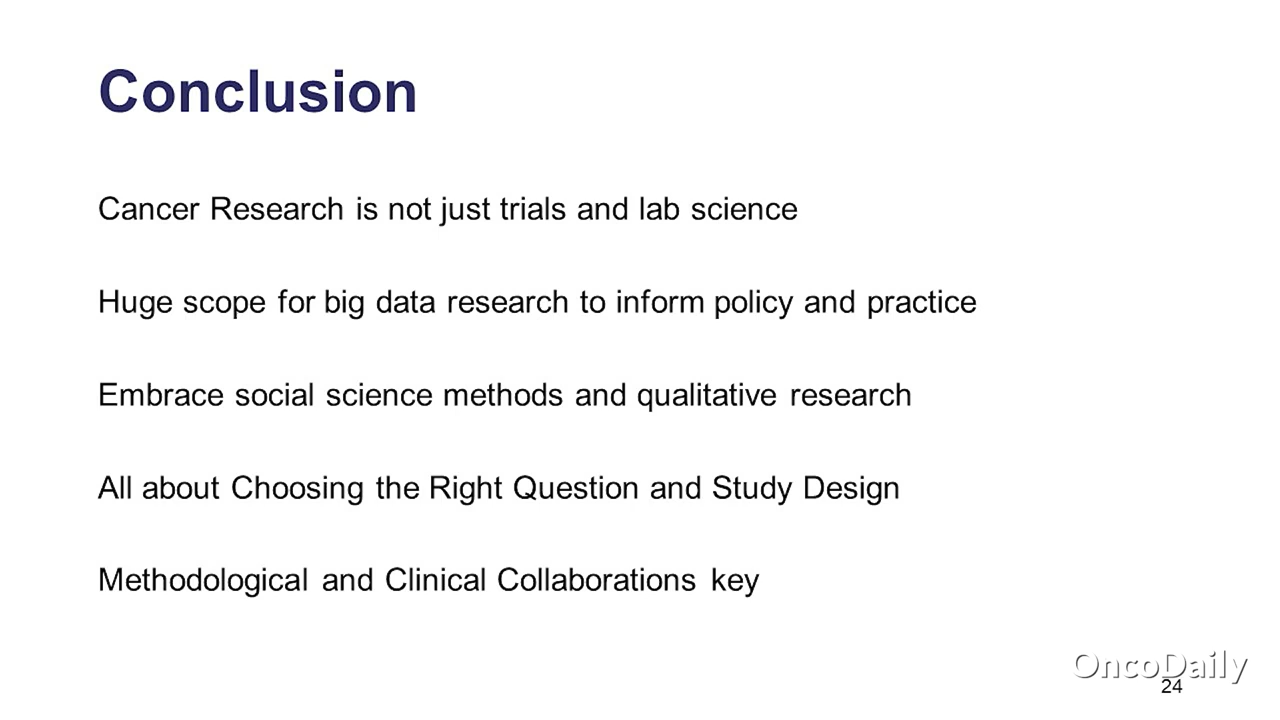 Conclusion
Cancer Research is not just trials and lab science
Huge scope for big data research to inform policy and practice
Embrace social science methods and qualitative research
All about Choosing the Right Question and Study Design
Methodological and Clinical Collaborations key
OncoDaily
24